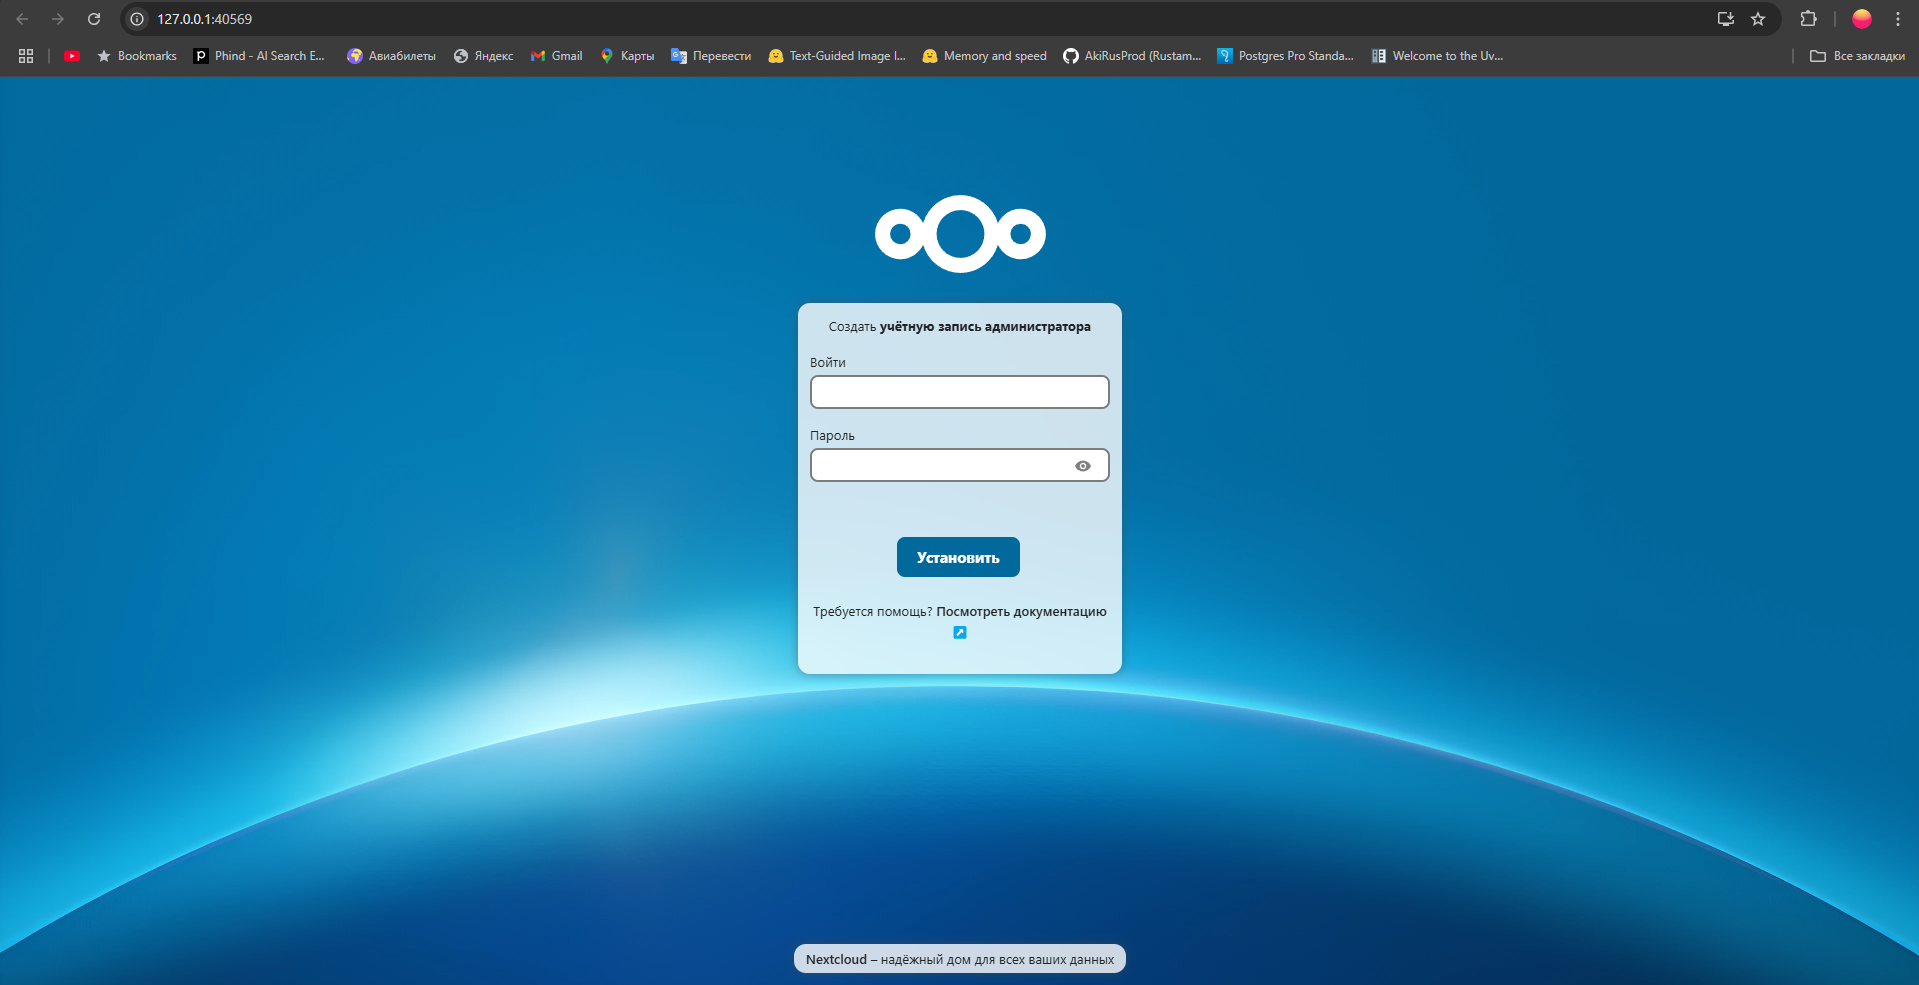 127.0.0.1:40569
Bookmarks
Phind - AI Search E...
Авиабилеты
Яндекс
Gmail
Карты
Перевести
Text-Guided Image I...
Memory and speed
AkiRusProd (Rustam...
Postgres Pro Standa...
Welcome to the Uv...
Все закладки
Создать учётную запись администратора
Войти
Пароль
Установить
Требуется помощь? Посмотреть документацию
Nextcloud – надёжный дом для всех ваших данных